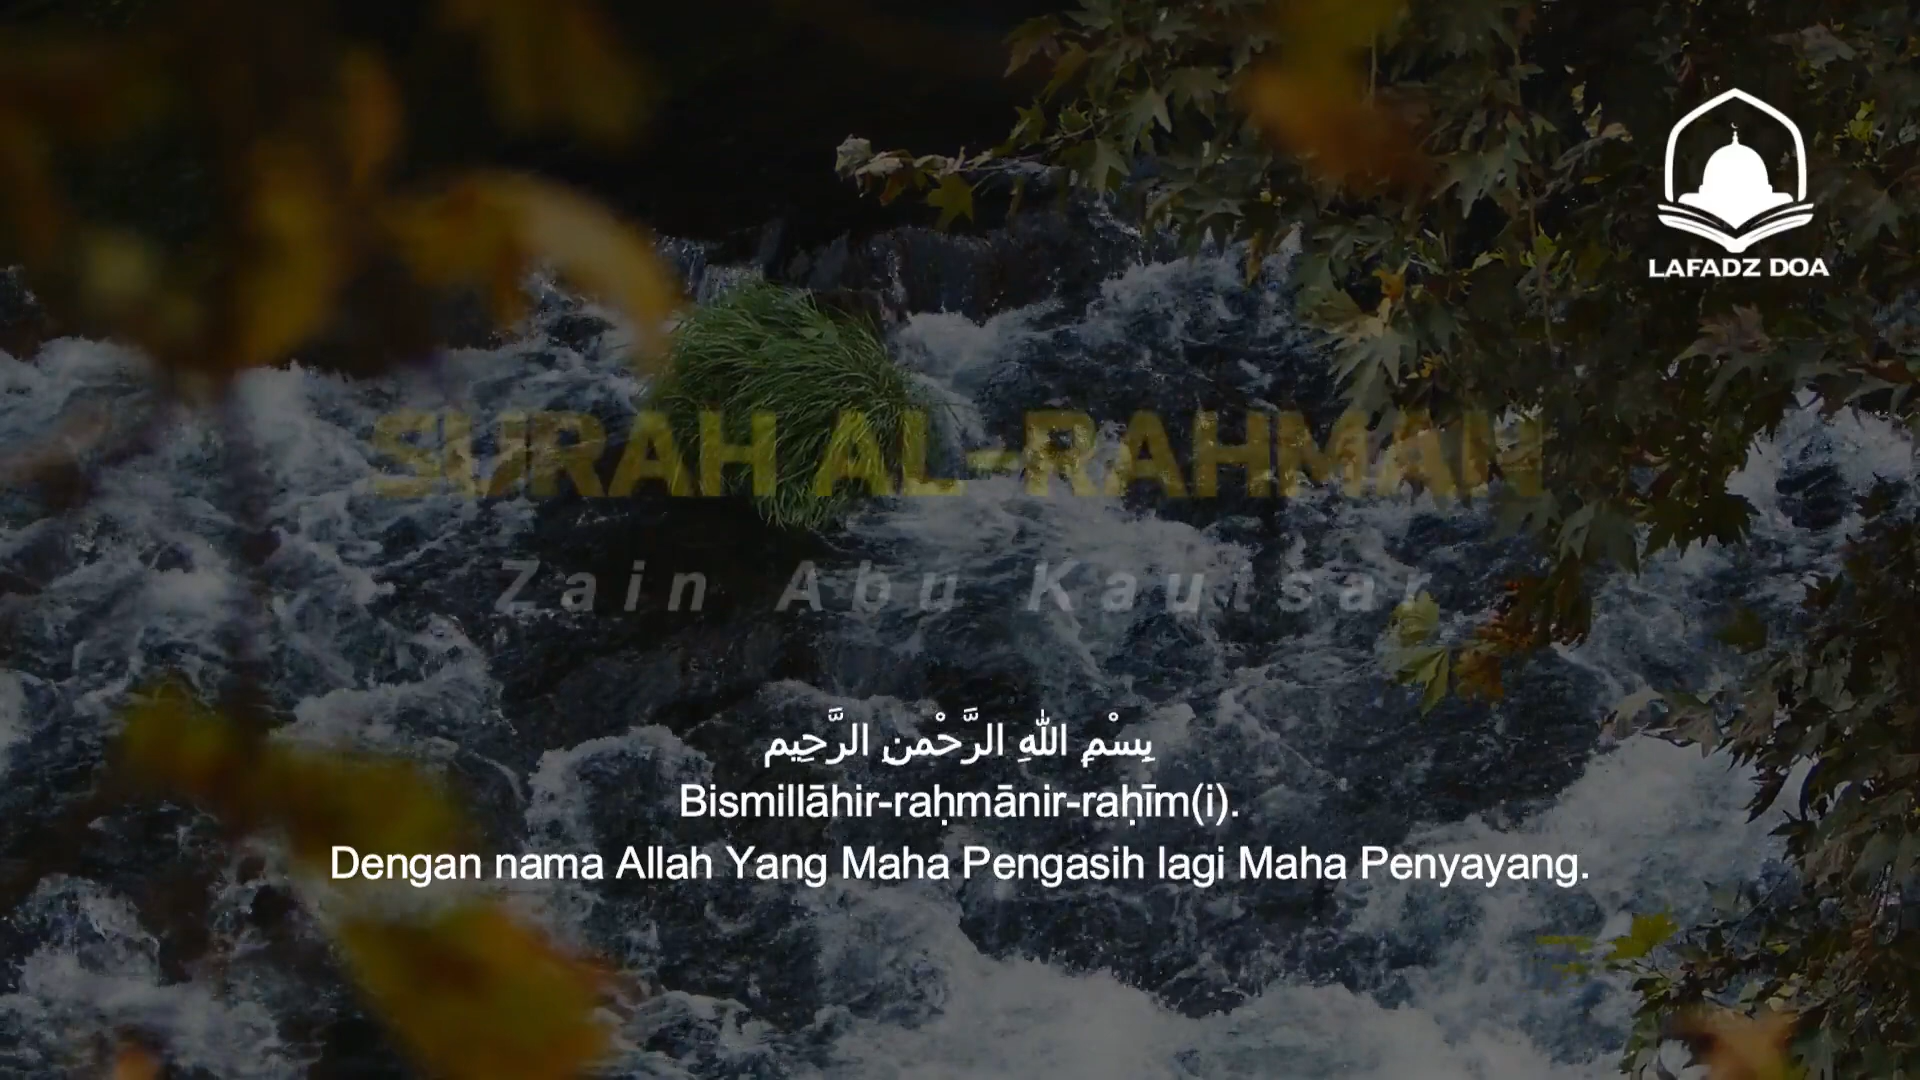 LAFADZ DOA
SURAH AL-RAHMAN
Zain Abu Kautsar
بِسْمِ اللّٰهِ الرَّحْمٰنِ الرَّحِيْمِ
Bismillāhir-raḥmānir-raḥīm(i).
Dengan nama Allah Yang Maha Pengasih lagi Maha Penyayang.